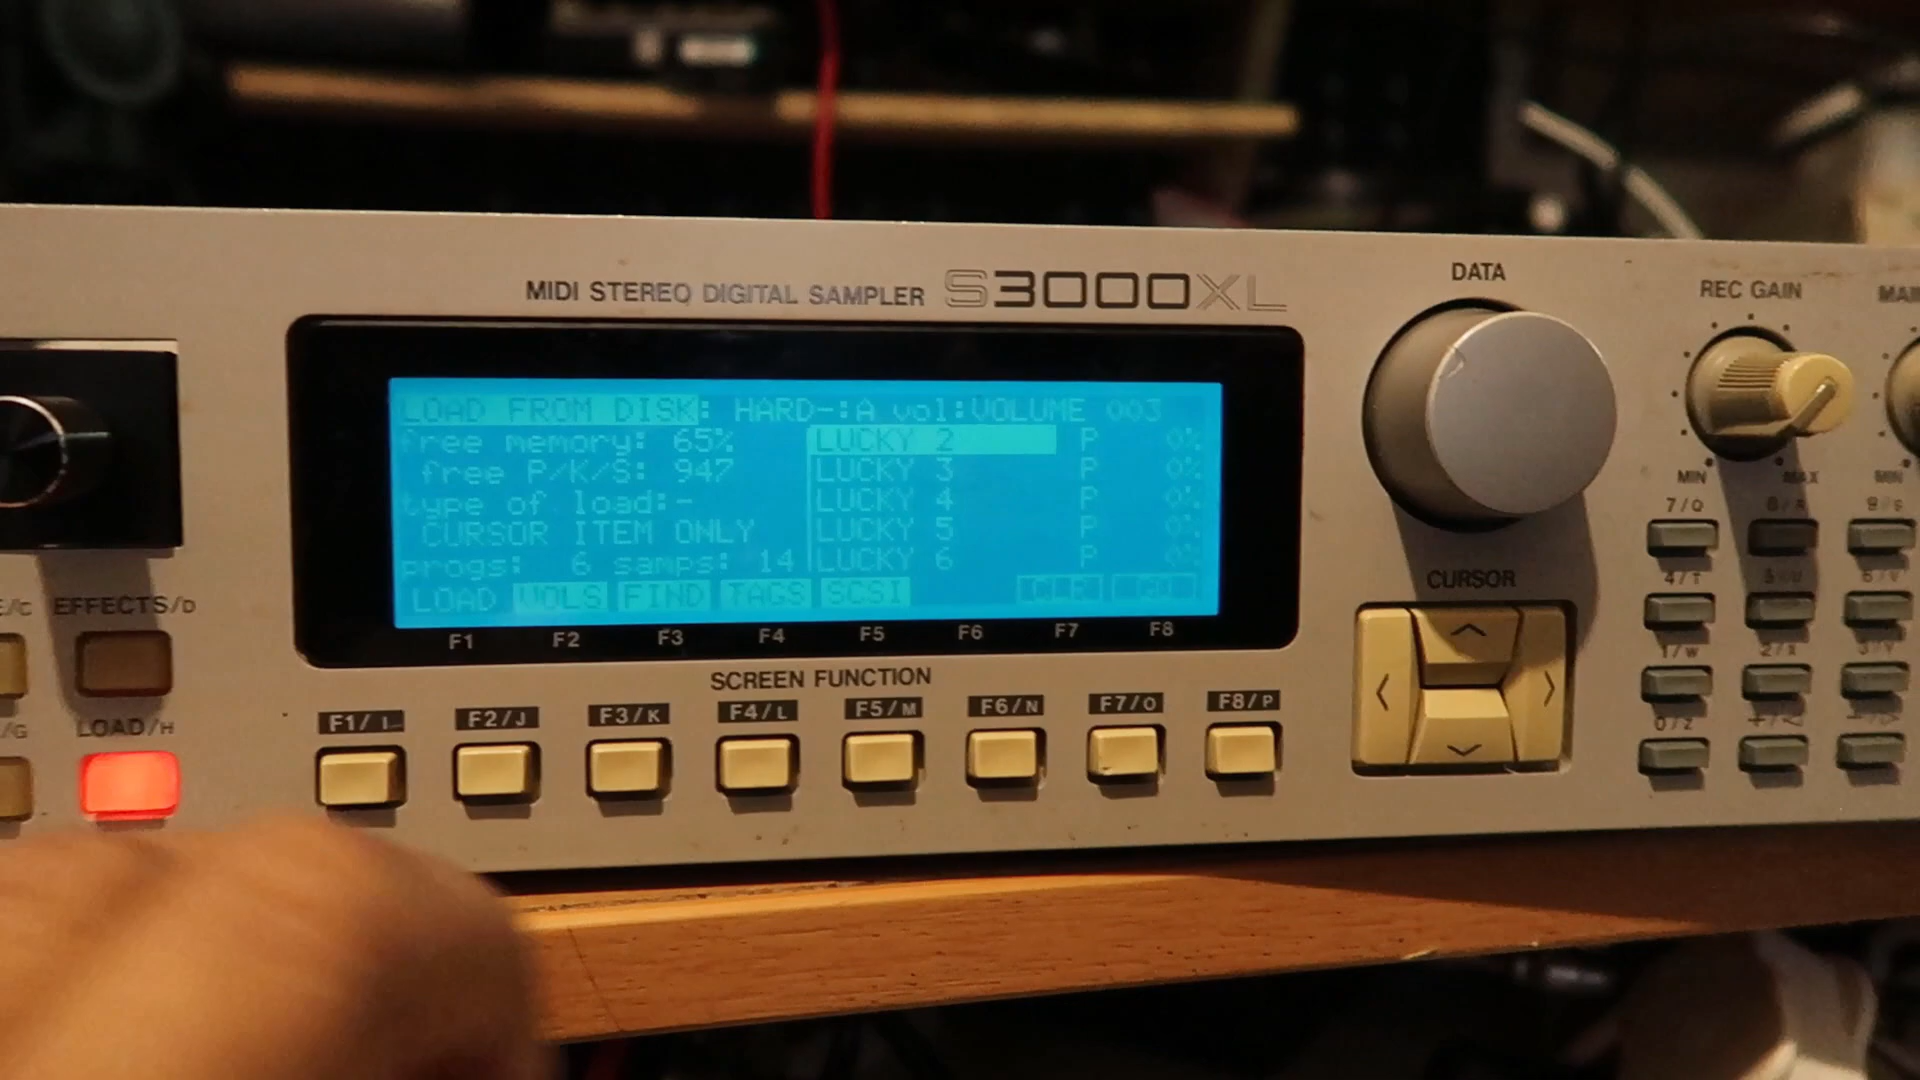 MIDI STEREO DIGITAL SAMPLER S3000XL
DATA
REC GAIN
MAI
LOAD FROM DISK: HARD-:A vol:VOLUME 003
free memory: 65%
free P/K/S: 947
type of load:-
CURSOR ITEM ONLY
progs: 6 samps: 14
LUCKY 2 P 0%
LUCKY 3 P 0%
LUCKY 4 P 0%
LUCKY 5 P 0%
LUCKY 6 P 0%
LOAD VOLS FIND TAGS SCSI
F1 F2 F3 F4 F5 F6 F7 F8
SCREEN FUNCTION
F1/I F2/J F3/K F4/L F5/M F6/N F7/O F8/P
E/C EFFECTS/D
/G LOAD/H
CURSOR
MIN MAX MIN
7/Q 8/R 9/S
4/T 5/U 6/V
1/W 2/X 3/Y
0/Z +/< -/>